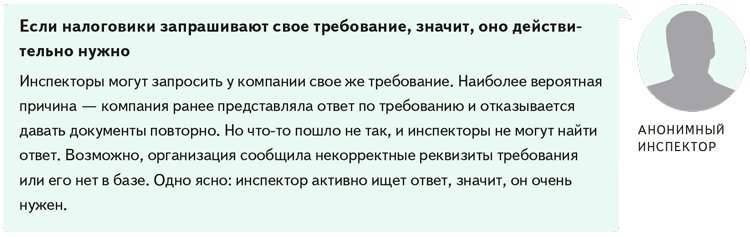 Если налоговики запрашивают свое требование, значит, оно действи-
тельно нужно
Инспекторы могут запросить у компании свое же требование. Наиболее вероятная
причина — компания ранее представляла ответ по требованию и отказывается
давать документы повторно. Но что-то пошло не так, и инспекторы не могут найти
ответ. Возможно, организация сообщила некорректные реквизиты требования
или его нет в базе. Одно ясно: инспектор активно ищет ответ, значит, он очень
нужен.
АНОНИМНЫЙ
ИНСПЕКТОР